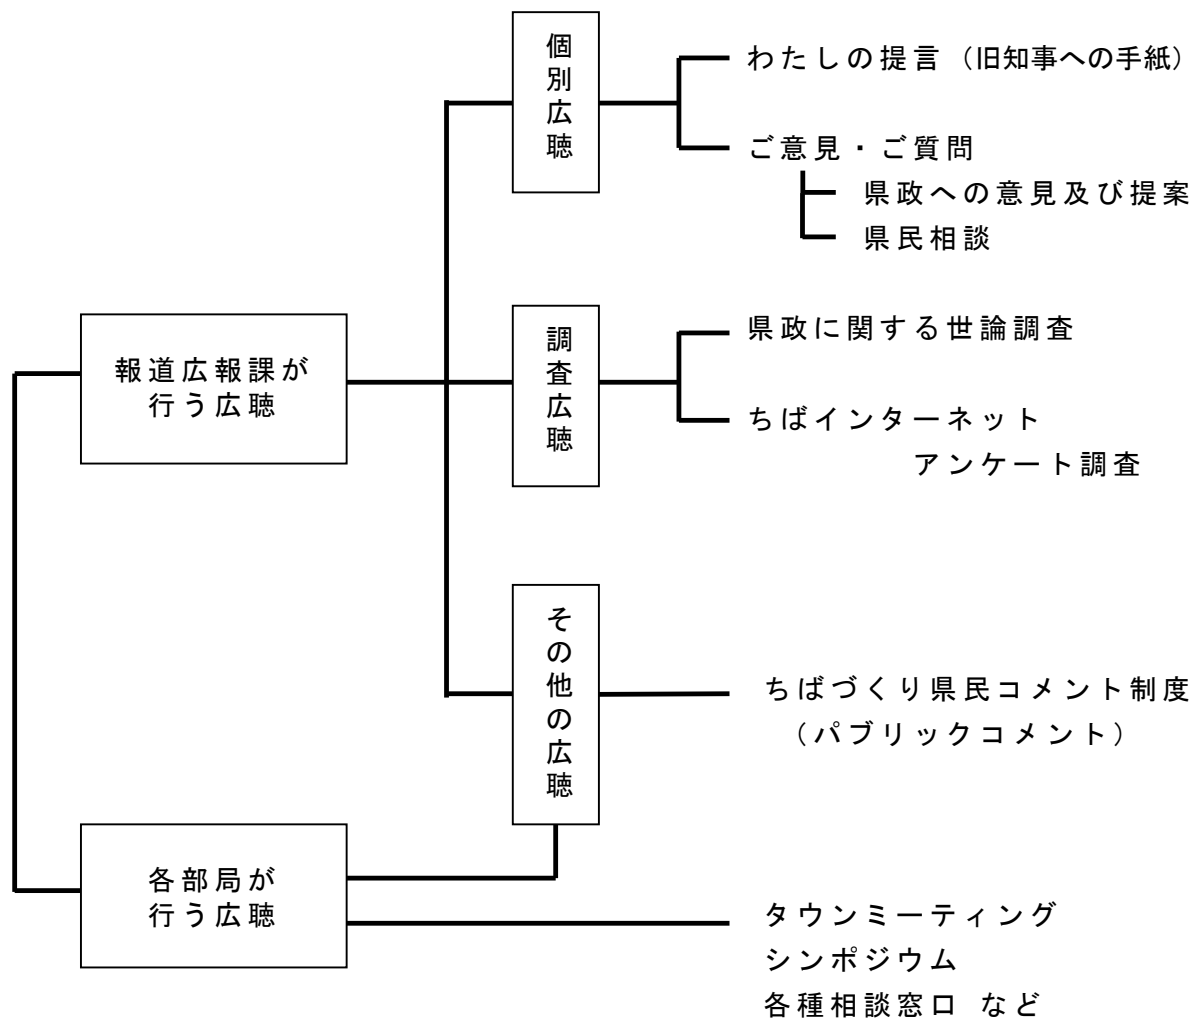 個別広聴
わたしの提言（旧知事への手紙）
ご意見・ご質問
県政への意見及び提案
県民相談
報道広報課が
行う広聴
調査広聴
県政に関する世論調査
ちばインターネット
アンケート調査
その他の広聴
ちばづくり県民コメント制度
（パブリックコメント）
各部局が
行う広聴
タウンミーティング
シンポジウム
各種相談窓口 など